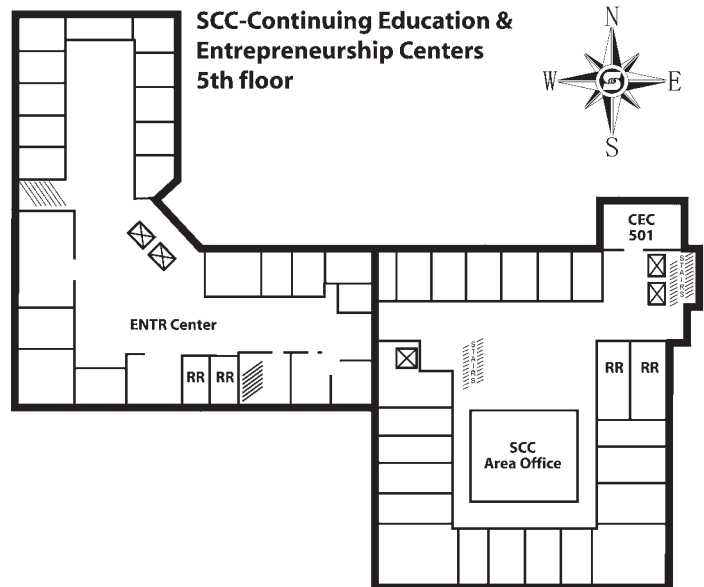 SCC-Continuing Education &
Entrepreneurship Centers
5th floor
N
W
E
S
CEC
501
STAIRS
ENTR Center
STAIRS
RR
RR
RR
RR
SCC
Area Office